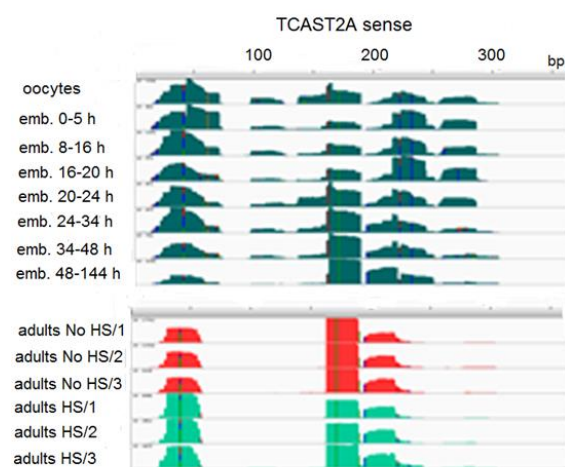 TCAST2A sense
100 200 300 bp
oocytes
emb. 0-5 h
emb. 8-16 h
emb. 16-20 h
emb. 20-24 h
emb. 24-34 h
emb. 34-48 h
emb. 48-144 h
adults No HS/1
adults No HS/2
adults No HS/3
adults HS/1
adults HS/2
adults HS/3